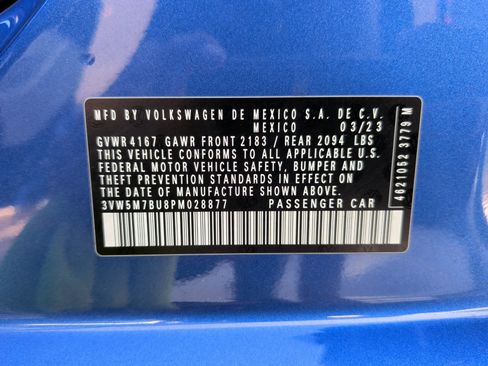 MFD BY VOLKSWAGEN DE MEXICO S.A. DE C.V.
MEXICO 03/23
GVWR 4167 GAWR FRONT 2183 / REAR 2094 LBS
THIS VEHICLE CONFORMS TO ALL APPLICABLE U.S.
FEDERAL MOTOR VEHICLE SAFETY, BUMPER AND
THEFT PREVENTION STANDARDS IN EFFECT ON
THE DATE OF MANUFACTURE SHOWN ABOVE.
3VW5M7BU8PM028877 PASSENGER CAR
4621052 3779 M